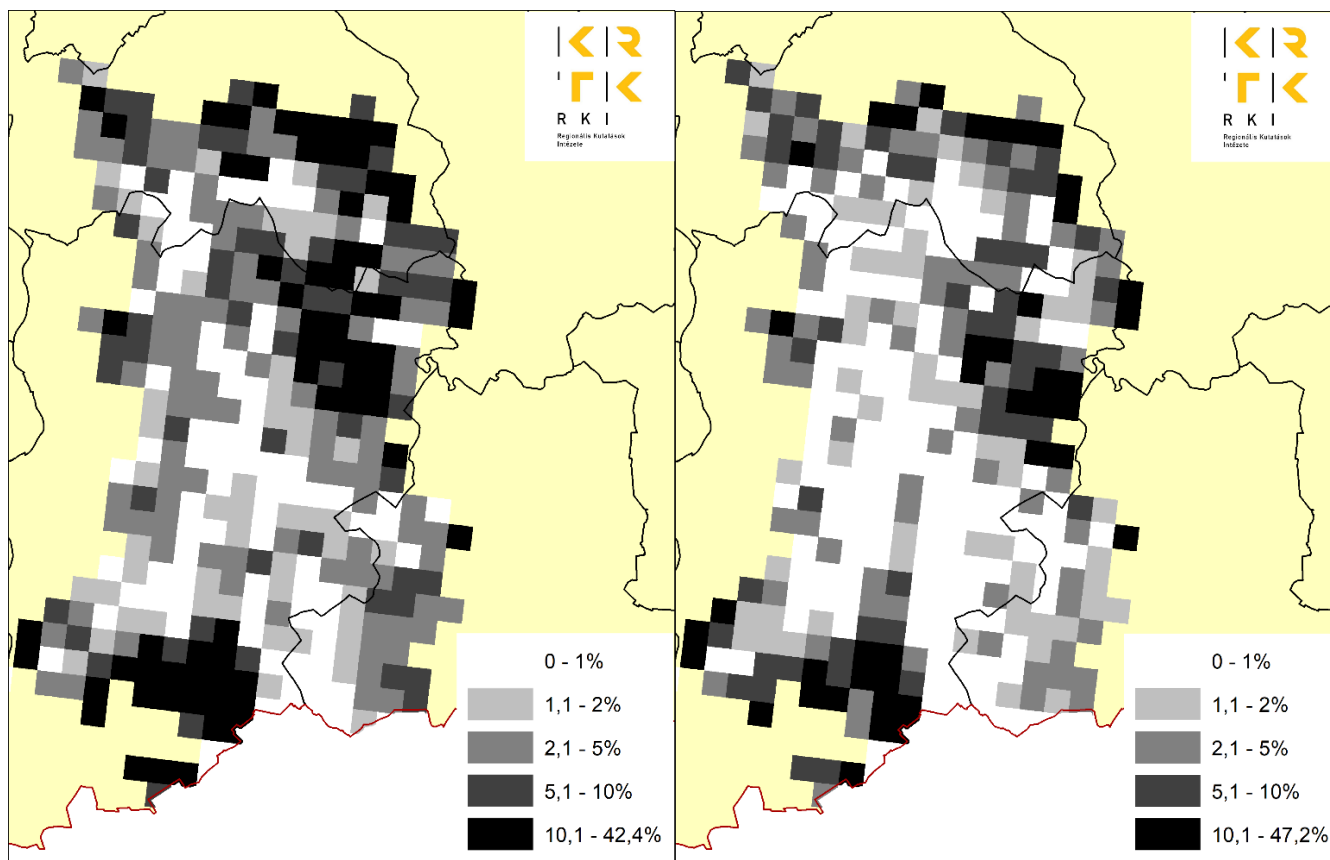 KRTK
RKI
Regionális Kutatások
Intézete
0 - 1%
1,1 - 2%
2,1 - 5%
5,1 - 10%
10,1 - 42,4%
KRTK
RKI
Regionális Kutatások
Intézete
0 - 1%
1,1 - 2%
2,1 - 5%
5,1 - 10%
10,1 - 47,2%